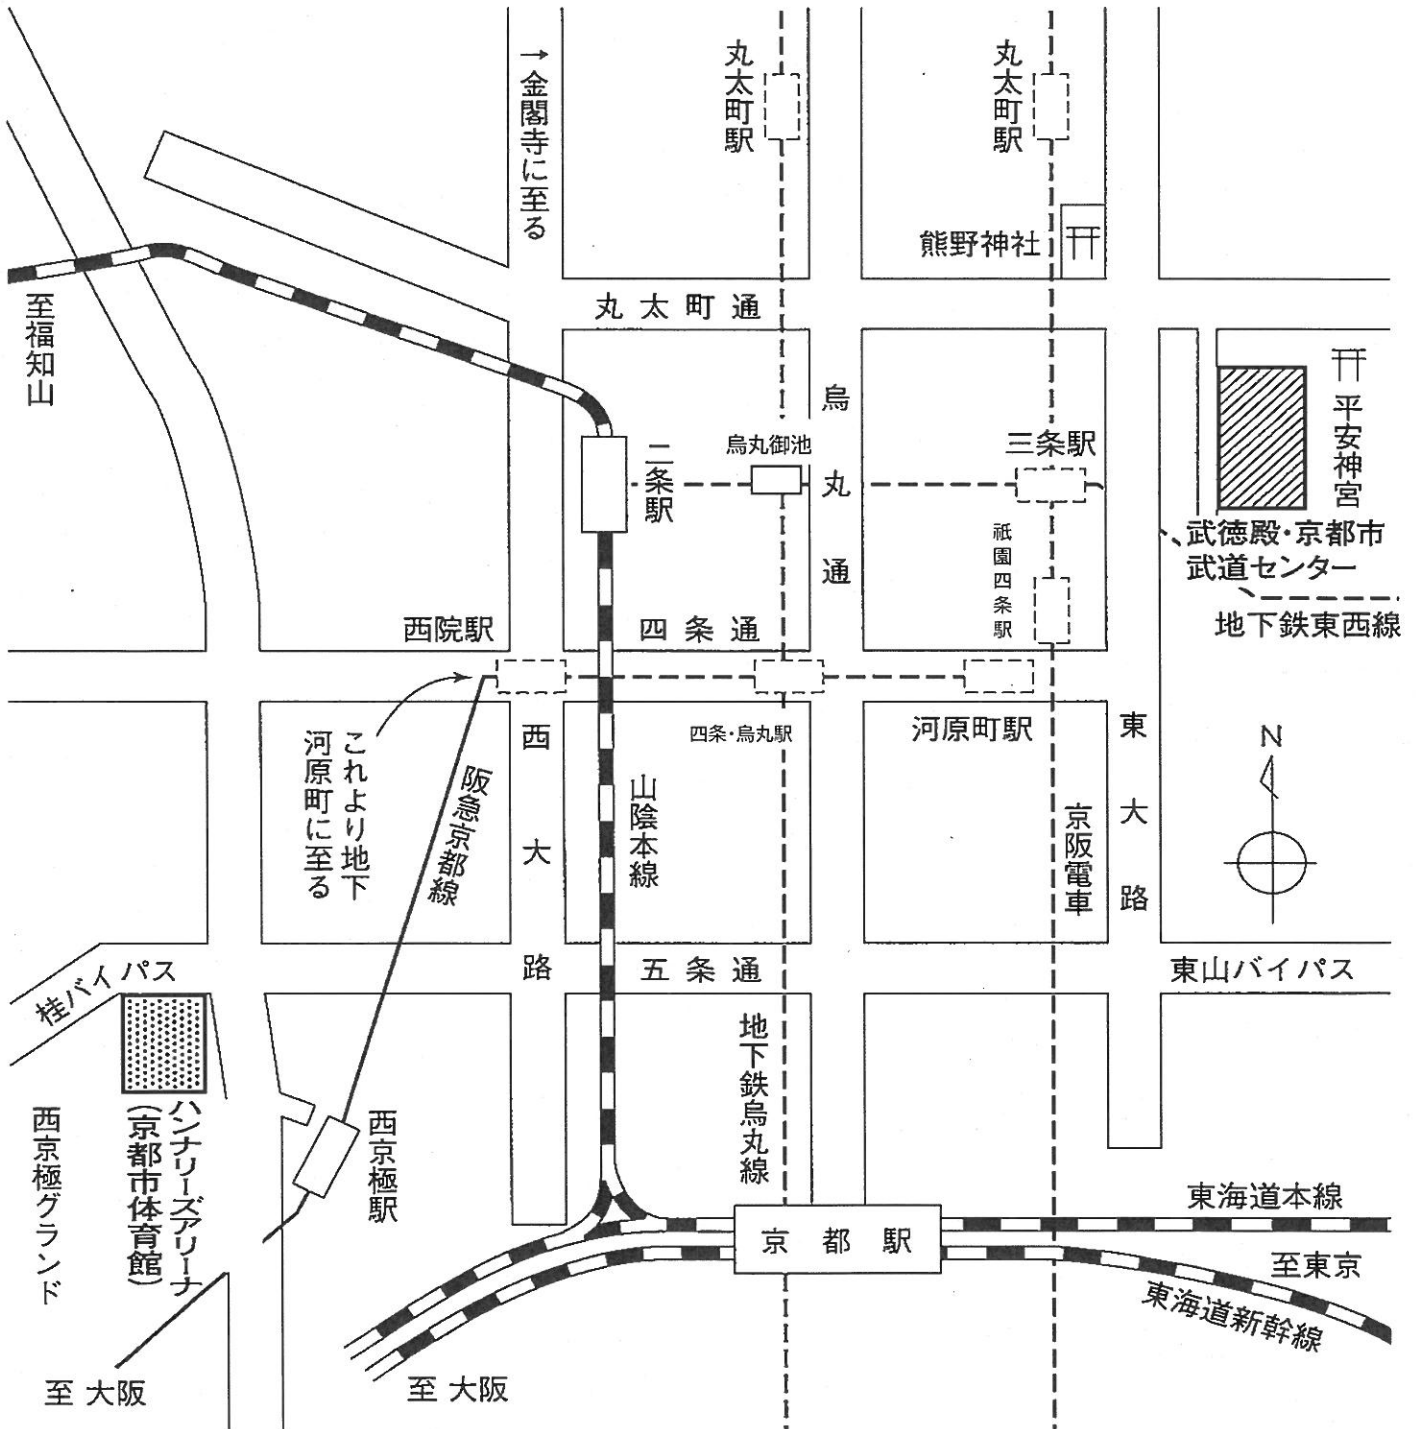 →金閣寺に至る
丸太町駅
丸太町駅
熊野神社
至福知山
丸太町通
烏丸通
平安神宮
二条駅
烏丸御池
三条駅
祇園四条駅
武徳殿・京都市
武道センター
地下鉄東西線
西院駅
四条通
これより地下
河原町に至る
阪急京都線
西大路
山陰本線
四条・烏丸駅
河原町駅
京阪電車
東大路
N
桂バイパス
五条通
東山バイパス
地下鉄烏丸線
西京極グランド
ハンナリーズアリーナ
(京都市体育館)
西京極駅
京都駅
東海道本線
至東京
東海道新幹線
至 大阪
至 大阪